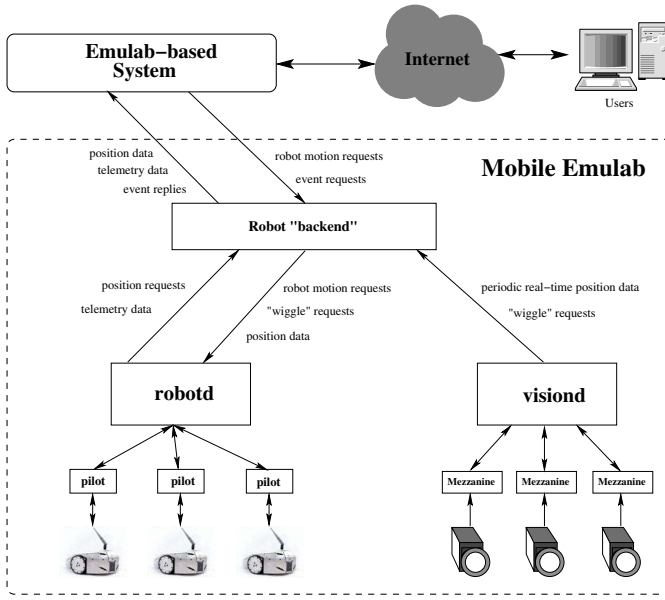 Emulab-based
System
Internet
Users
Mobile Emulab
position data
telemetry data
event replies
robot motion requests
event requests
Robot "backend"
position requests
telemetry data
robot motion requests
"wiggle" requests
position data
periodic real-time position data
"wiggle" requests
robotd
visiond
pilot
pilot
pilot
Mezzanine
Mezzanine
Mezzanine